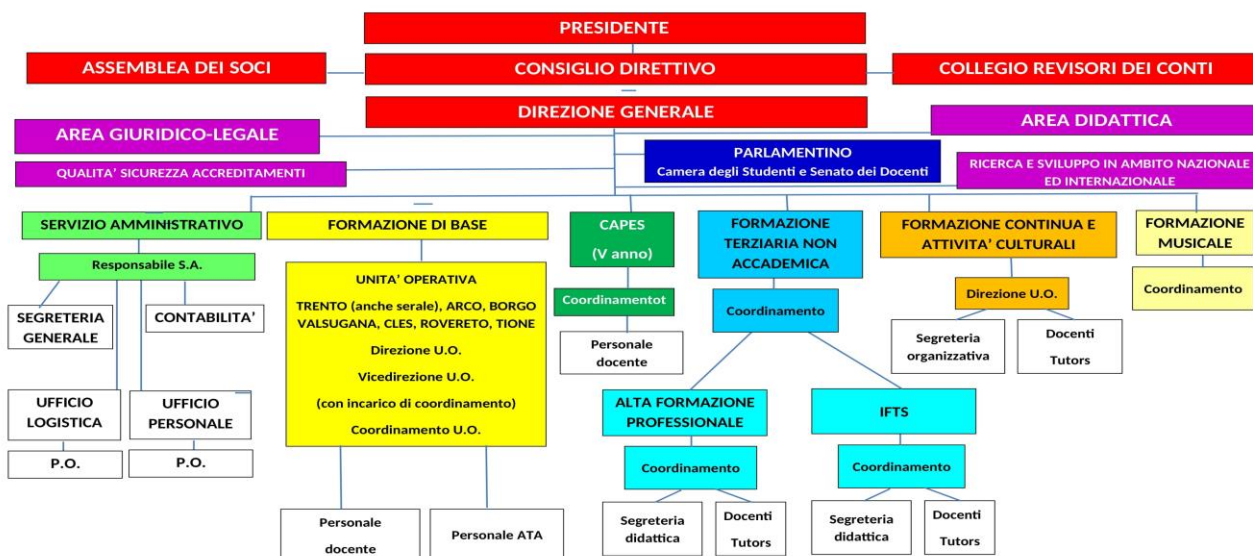 PRESIDENTE
ASSEMBLEA DEI SOCI
CONSIGLIO DIRETTIVO
COLLEGIO REVISORI DEI CONTI
DIREZIONE GENERALE
AREA GIURIDICO-LEGALE
AREA DIDATTICA
PARLAMENTINO
Camera degli Studenti e Senato dei Docenti
QUALITA’ SICUREZZA ACCREDITAMENTI
RICERCA E SVILUPPO IN AMBITO NAZIONALE
ED INTERNAZIONALE
SERVIZIO AMMINISTRATIVO
Responsabile S.A.
SEGRETERIA
GENERALE
CONTABILITA’
UFFICIO
LOGISTICA
UFFICIO
PERSONALE
P.O.
P.O.
FORMAZIONE DI BASE
UNITA’ OPERATIVA
TRENTO (anche serale), ARCO, BORGO
VALSUGANA, CLES, ROVERETO, TIONE
Direzione U.O.
Vicedirezione U.O.
(con incarico di coordinamento)
Coordinamento U.O.
Personale
docente
Personale ATA
CAPES
(V anno)
Coordinamentot
Personale
docente
FORMAZIONE
TERZIARIA NON
ACCADEMICA
Coordinamento
ALTA FORMAZIONE
PROFESSIONALE
Coordinamento
Segreteria
didattica
Docenti
Tutors
IFTS
Coordinamento
Segreteria
didattica
Docenti
Tutors
FORMAZIONE CONTINUA E
ATTIVITA’ CULTURALI
Direzione U.O.
Segreteria
organizzativa
Docenti
Tutors
FORMAZIONE
MUSICALE
Coordinamento